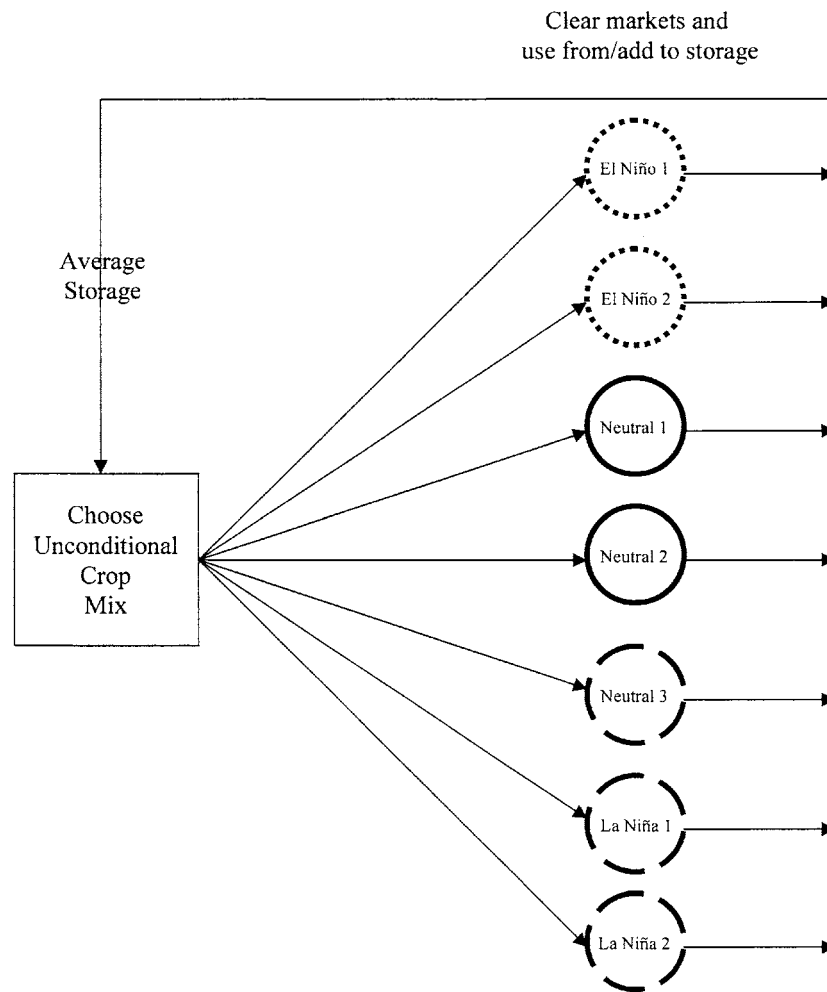 Clear markets and
use from/add to storage
El Niño 1
Average
Storage
El Niño 2
Neutral 1
Choose
Unconditional
Crop
Mix
Neutral 2
Neutral 3
La Niña 1
La Niña 2